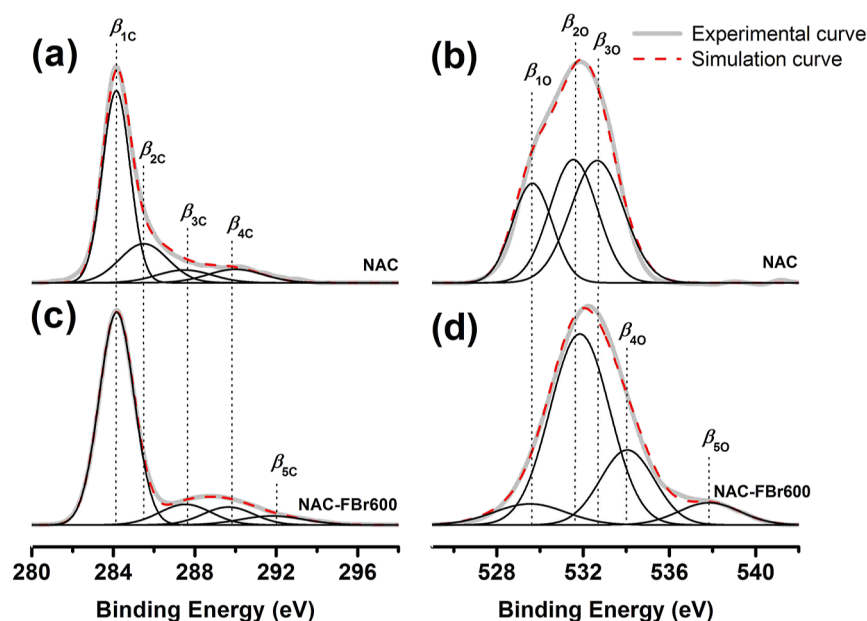 (a)
β1C
β2C
β3C
β4C
NAC
(b)
β1O
β2O
β3O
Experimental curve
Simulation curve
NAC
(c)
β5C
NAC-FBr600
(d)
β4O
β5O
NAC-FBr600
280 284 288 292 296
528 532 536 540
Binding Energy (eV)
Binding Energy (eV)